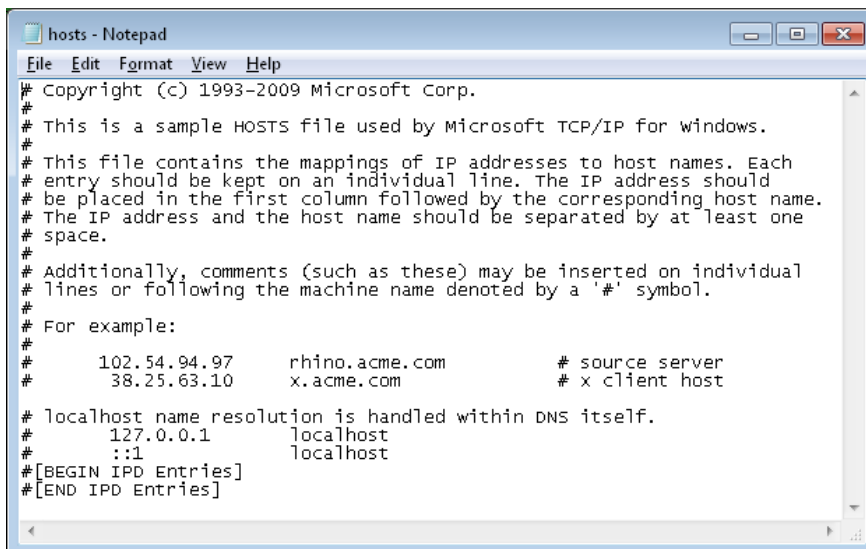 hosts - Notepad
File Edit Format View Help
# Copyright (c) 1993-2009 Microsoft Corp.
#
# This is a sample HOSTS file used by Microsoft TCP/IP for Windows.
#
# This file contains the mappings of IP addresses to host names. Each
# entry should be kept on an individual line. The IP address should
# be placed in the first column followed by the corresponding host name.
# The IP address and the host name should be separated by at least one
# space.
#
# Additionally, comments (such as these) may be inserted on individual
# lines or following the machine name denoted by a '#' symbol.
#
# For example:
#
#      102.54.94.97     rhino.acme.com          # source server
#       38.25.63.10     x.acme.com              # x client host

# localhost name resolution is handled within DNS itself.
#       127.0.0.1       localhost
#       ::1             localhost
#[BEGIN IPD Entries]
#[END IPD Entries]